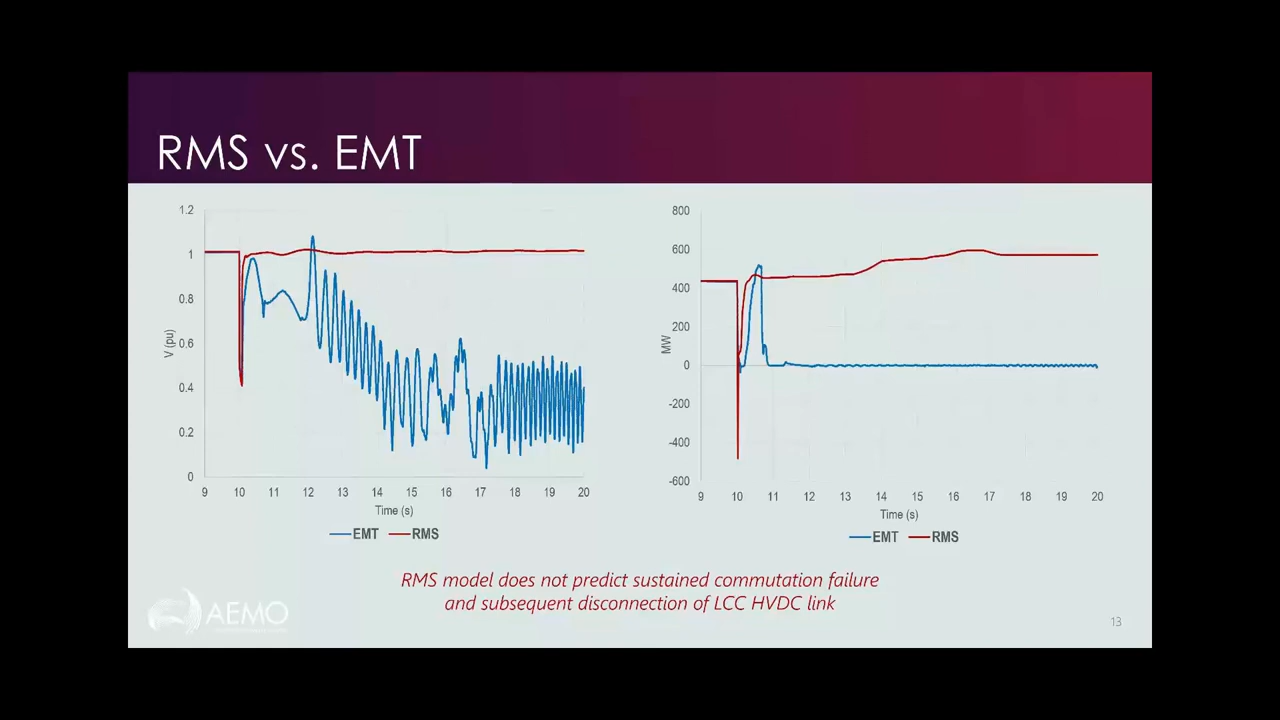 RMS vs. EMT
1.2
1
0.8
0.6
0.4
0.2
0
V (pu)
9 10 11 12 13 14 15 16 17 18 19 20
Time (s)
EMT RMS
800
600
400
200
0
-200
-400
-600
MW
9 10 11 12 13 14 15 16 17 18 19 20
Time (s)
EMT RMS
RMS model does not predict sustained commutation failure
and subsequent disconnection of LCC HVDC link
AEMO
13